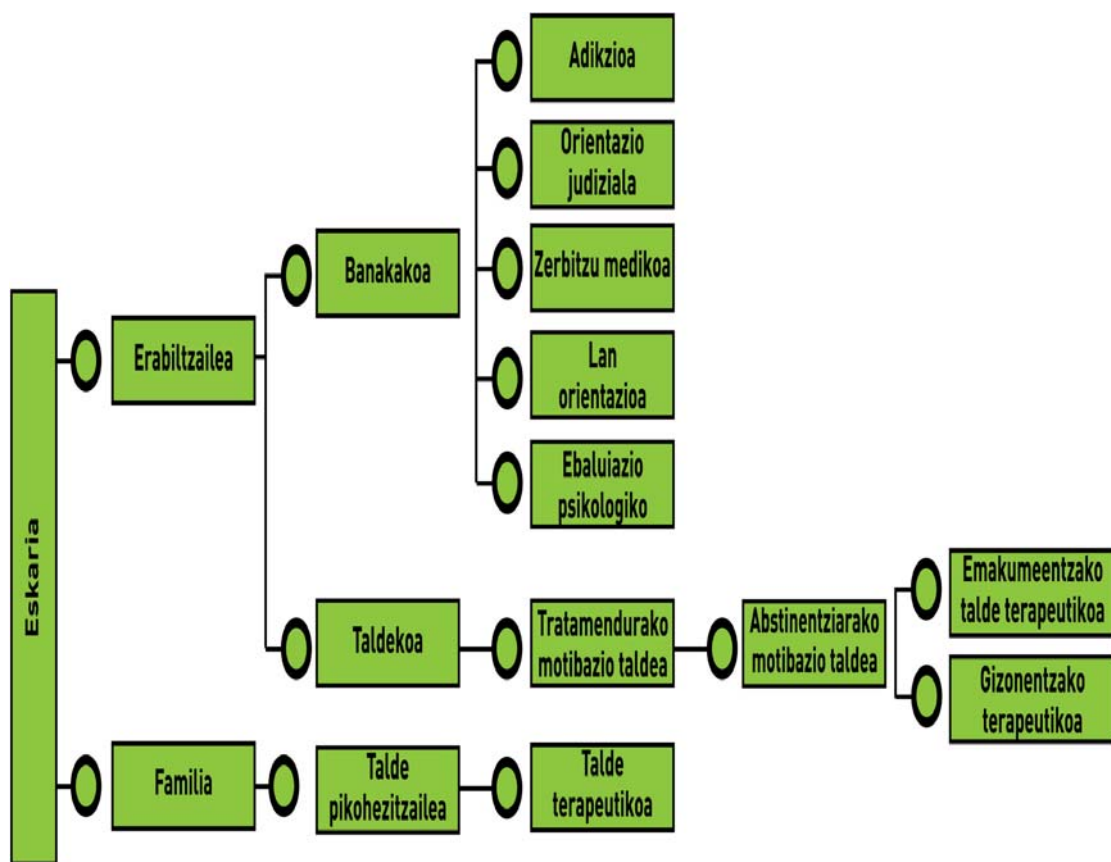 Eskaria
Erabiltzailea
Banakakoa
Adikzioa
Orientazio
judiziala
Zerbitzu medikoa
Lan
orientazioa
Ebaluiazio
psikologiko
Taldekoa
Tratamendurako
motibazio taldea
Abstinentziarako
motibazio taldea
Emakumeentzako
talde terapeutikoa
Gizonentzako
terapeutikoa
Familia
Talde
pikohezitzailea
Talde
terapeutikoa